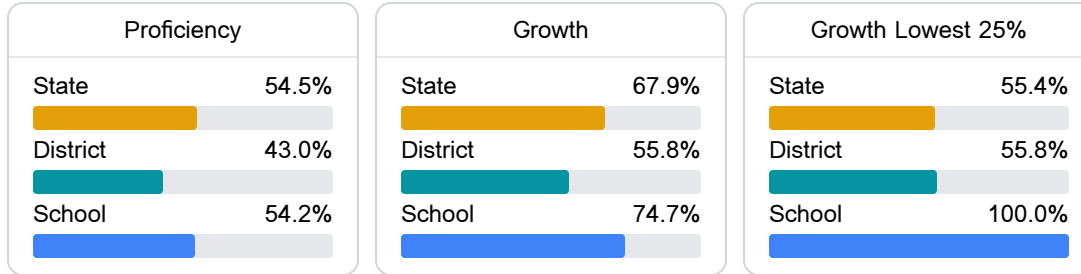 Proficiency
State 54.5%
District 43.0%
School 54.2%
Growth
State 67.9%
District 55.8%
School 74.7%
Growth Lowest 25%
State 55.4%
District 55.8%
School 100.0%